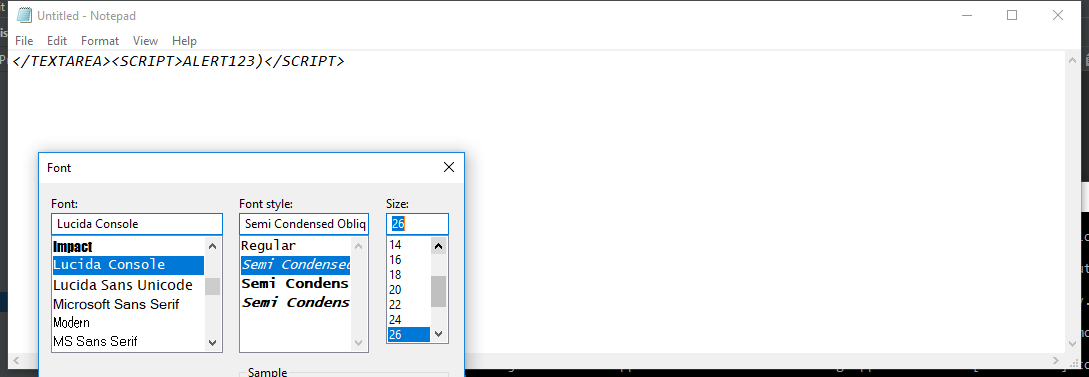 Untitled - Notepad
File Edit Format View Help
</TEXTAREA><SCRIPT>ALERT123)</SCRIPT>
Font
Font: Font style: Size:
Lucida Console Semi Condensed Obliq 26
Impact Regular 14
Lucida Console Semi Condensed 16
Lucida Sans Unicode Semi Condens 18
Microsoft Sans Serif Semi Condens 20
Modern 22
MS Sans Serif 24
26
Sample